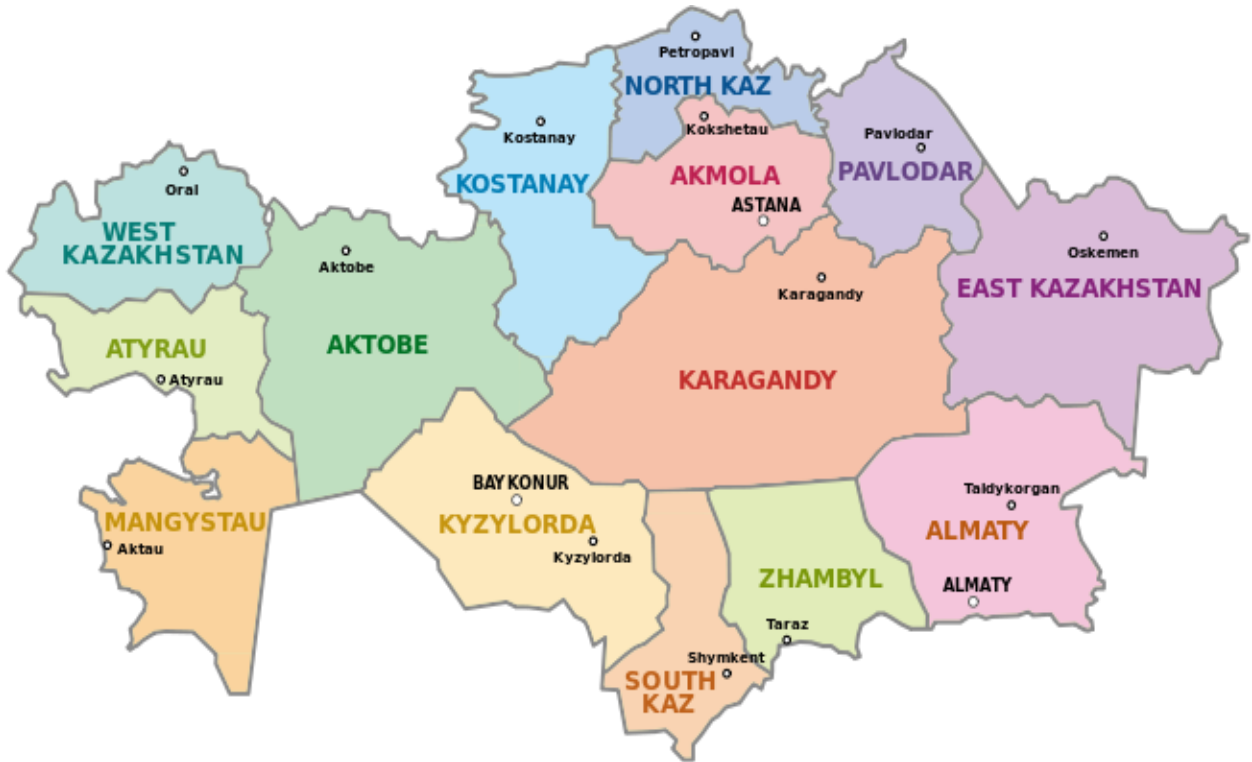 Petropavl
NORTH KAZ
Kostanay
Kokshetau
Pavlodar
KOSTANAY
AKMOLA
PAVLODAR
ASTANA
Oral
WEST
KAZAKHSTAN
Aktobe
Oskemen
Karagandy
EAST KAZAKHSTAN
ATYRAU
AKTOBE
Atyrau
KARAGANDY
BAYKONUR
KYZYLORDA
Kyzylorda
Taldykorgan
ALMATY
MANGYSTAU
Aktau
ZHAMBYL
ALMATY
Taraz
Shymkent
SOUTH
KAZ